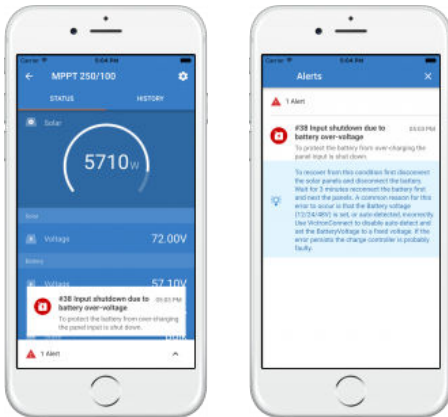 Carrier 5:04 PM
MPPT 250/100
STATUS HISTORY
Solar
5710W
Solar
Voltage 72.00V
Battery
Voltage 57.10V
#38 Input shutdown due to 05:03 PM
battery over-voltage
To protect the battery from over-charging
the panel input is shut down.
1 Alert
Carrier 5:04 PM
Alerts
1 Alert
#38 Input shutdown due to 05:03 PM
battery over-voltage
To protect the battery from over-charging the
panel input is shut down.
To recover from this condition first disconnect
the solar panels and disconnect the battery.
Wait for 3 minutes reconnect the battery
first and next the panels. A common reason for this
error to occur is that the Battery voltage
(12/24/48V) is set, or auto-detected, incorrectly.
Use VictronConnect to disable auto-detect and
set the BatteryVoltage to a fixed voltage. If the
error persists the charge controller is probably
faulty.